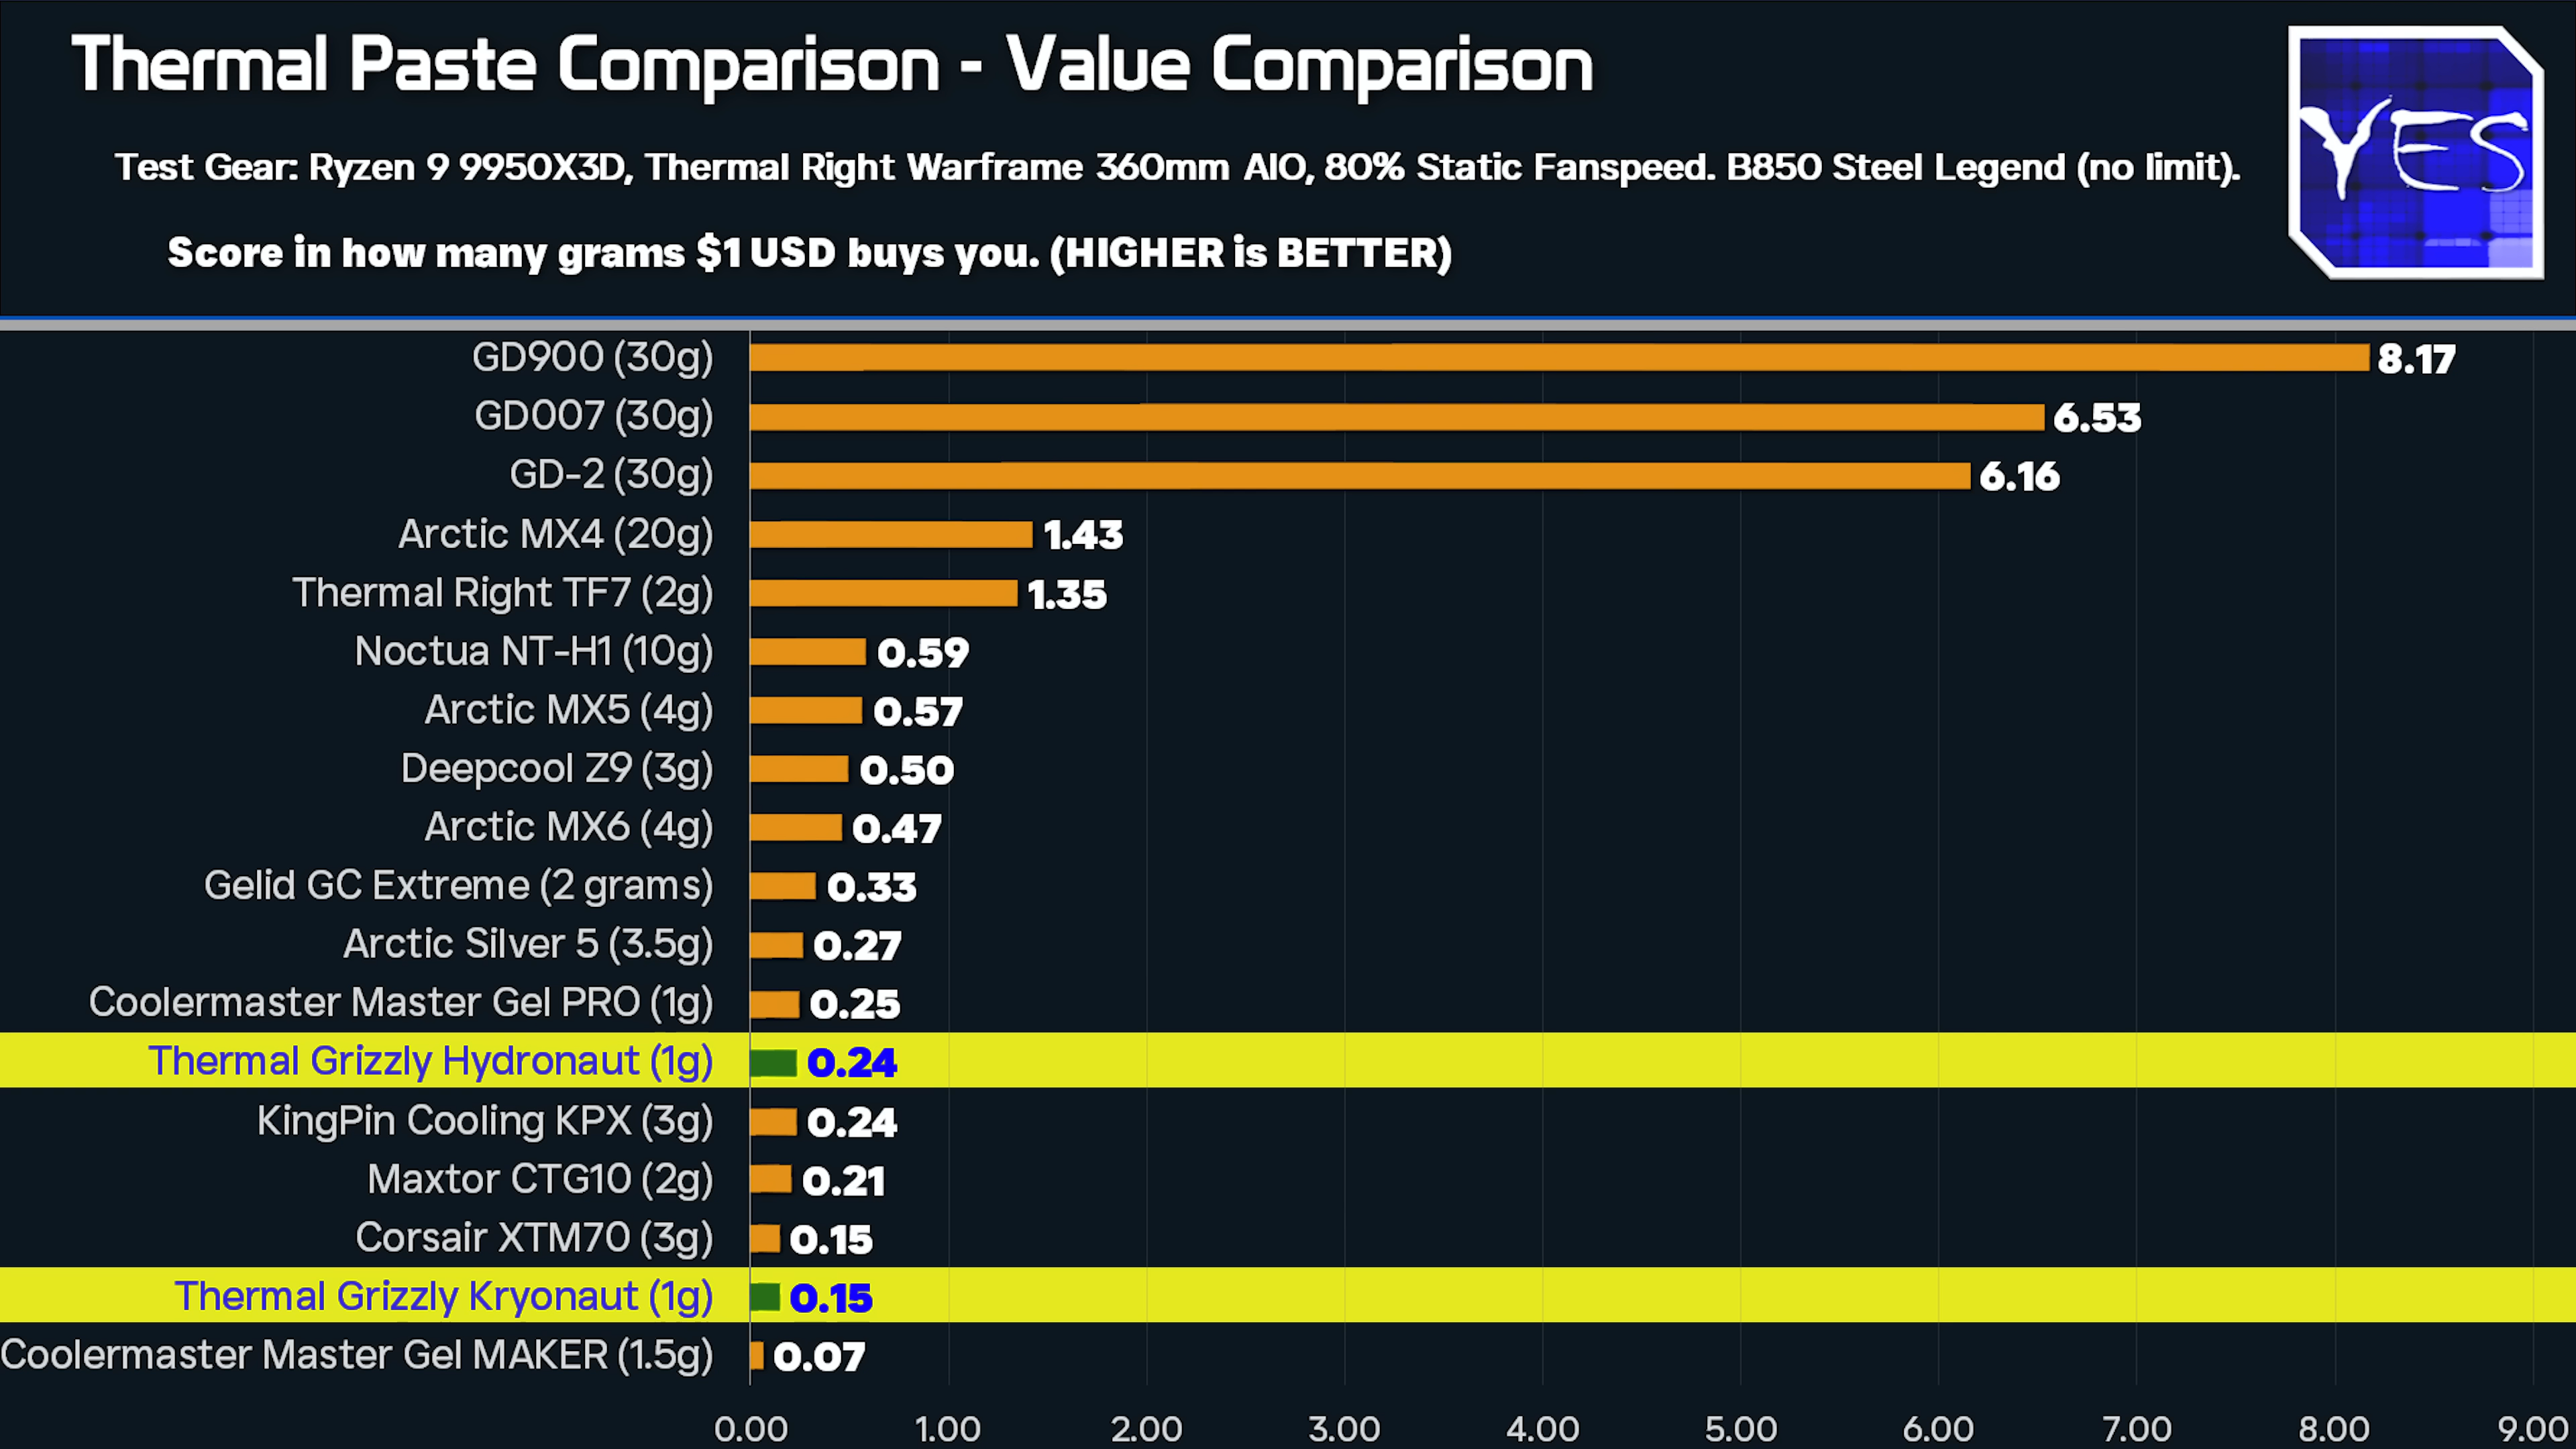 Thermal Paste Comparison - Value Comparison
Test Gear: Ryzen 9 9950X3D, Thermal Right Warframe 360mm AIO, 80% Static Fanspeed. B850 Steel Legend (no limit).
Score in how many grams $1 USD buys you. (HIGHER is BETTER)
YES
GD900 (30g) 8.17
GD007 (30g) 6.53
GD-2 (30g) 6.16
Arctic MX4 (20g) 1.43
Thermal Right TF7 (2g) 1.35
Noctua NT-H1 (10g) 0.59
Arctic MX5 (4g) 0.57
Deepcool Z9 (3g) 0.50
Arctic MX6 (4g) 0.47
Gelid GC Extreme (2 grams) 0.33
Arctic Silver 5 (3.5g) 0.27
Coolermaster Master Gel PRO (1g) 0.25
Thermal Grizzly Hydronaut (1g) 0.24
KingPin Cooling KPX (3g) 0.24
Maxtor CTG10 (2g) 0.21
Corsair XTM70 (3g) 0.15
Thermal Grizzly Kryonaut (1g) 0.15
Coolermaster Master Gel MAKER (1.5g) 0.07
0.00 1.00 2.00 3.00 4.00 5.00 6.00 7.00 8.00 9.00